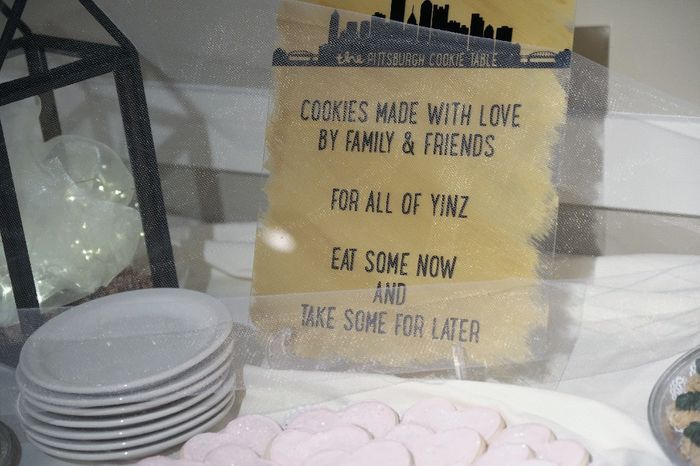 the PITTSBURGH COOKIE TABLE
COOKIES MADE WITH LOVE
BY FAMILY & FRIENDS
FOR ALL OF YINZ
EAT SOME NOW
AND
TAKE SOME FOR LATER